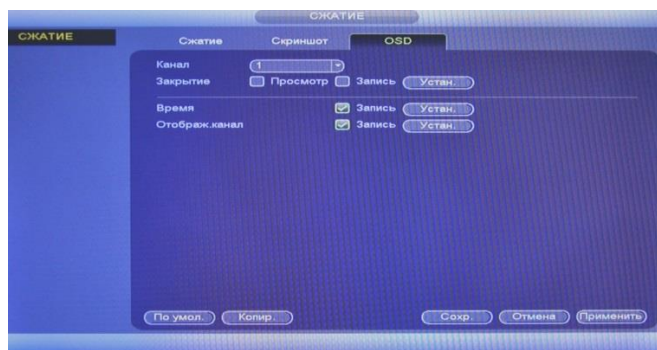 СЖАТИЕ
СЖАТИЕ
Сжатие Скриншот OSD
Канал 1
Закрытие Просмотр Запись Устан.
Время Запись Устан.
Отображ.канал Запись Устан.
По умол. Копир. Сохр. Отмена Применить